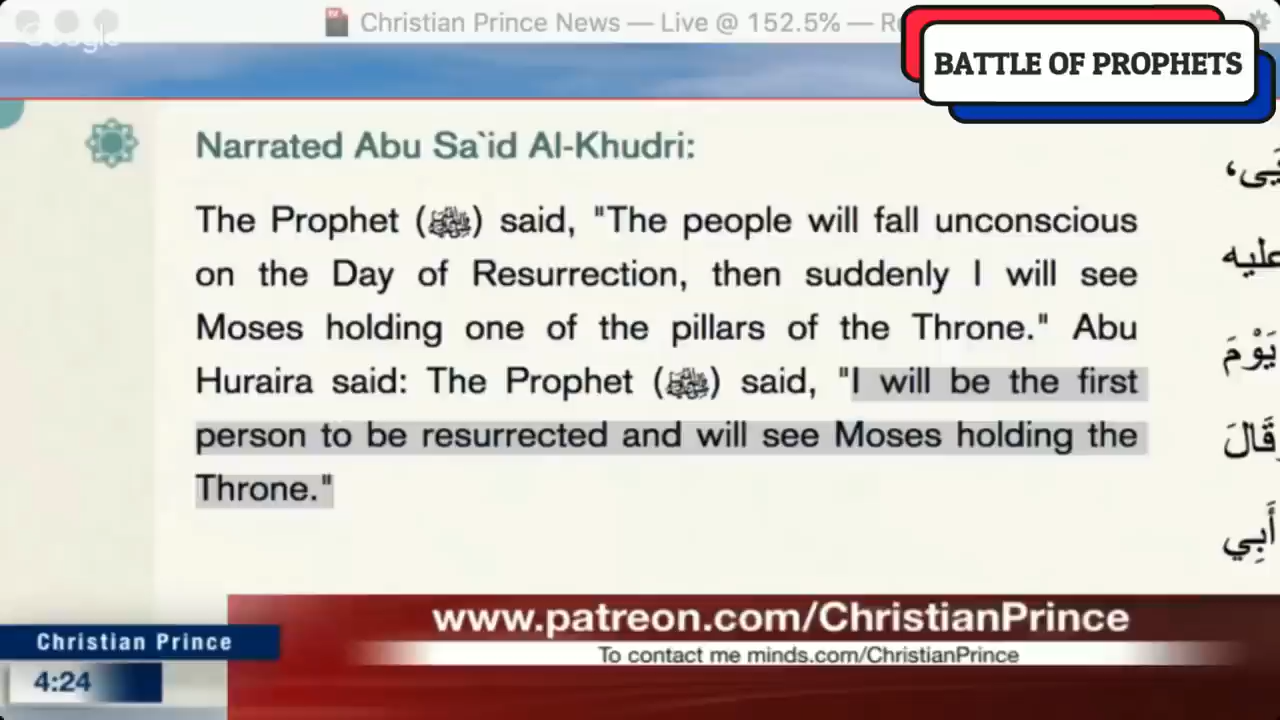 Christian Prince News — Live @ 152.5% —
Google
BATTLE OF PROPHETS
Narrated Abu Sa`id Al-Khudri:
The Prophet (ﷺ) said, "The people will fall unconscious
on the Day of Resurrection, then suddenly I will see
Moses holding one of the pillars of the Throne." Abu
Huraira said: The Prophet (ﷺ) said, "I will be the first
person to be resurrected and will see Moses holding the
Throne."
عليه
يَوْمَ
وَقَالَ
أَبِي
www.patreon.com/ChristianPrince
To contact me minds.com/ChristianPrince
Christian Prince
4:24